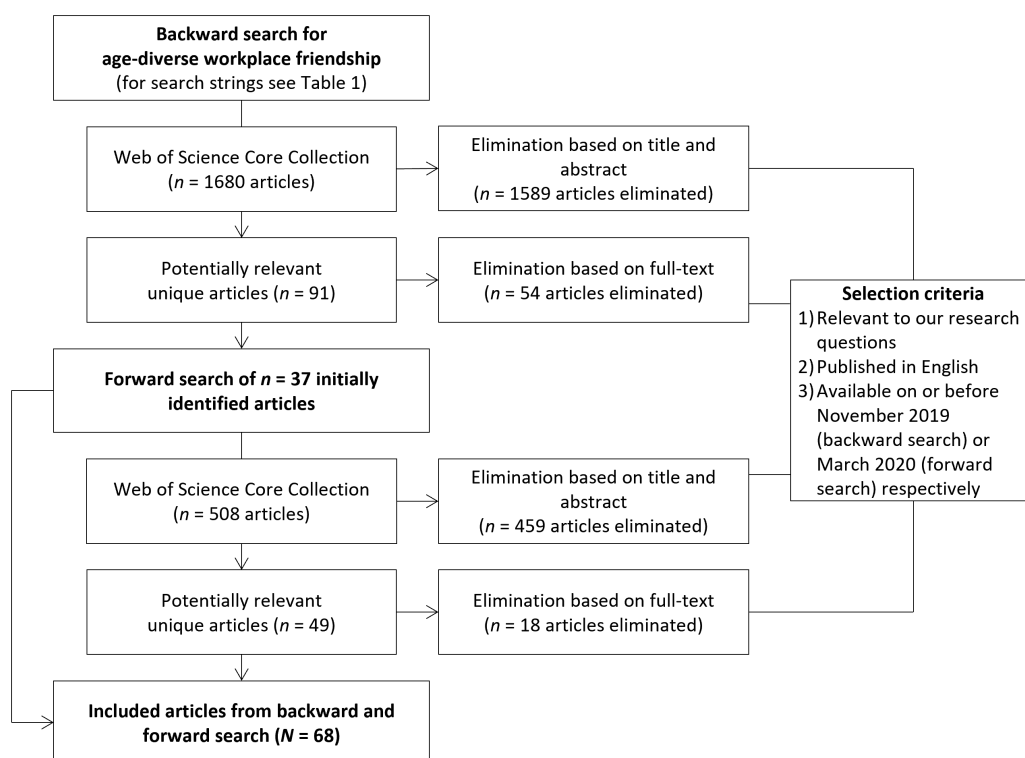 Backward search for
age-diverse workplace friendship
(for search strings see Table 1)
Web of Science Core Collection
(n = 1680 articles)
Elimination based on title and
abstract
(n = 1589 articles eliminated)
Potentially relevant
unique articles (n = 91)
Elimination based on full-text
(n = 54 articles eliminated)
Selection criteria
1) Relevant to our research
questions
2) Published in English
3) Available on or before
November 2019
(backward search) or
March 2020 (forward
search) respectively
Forward search of n = 37 initially
identified articles
Web of Science Core Collection
(n = 508 articles)
Elimination based on title and
abstract
(n = 459 articles eliminated)
Potentially relevant
unique articles (n = 49)
Elimination based on full-text
(n = 18 articles eliminated)
Included articles from backward and
forward search (N = 68)